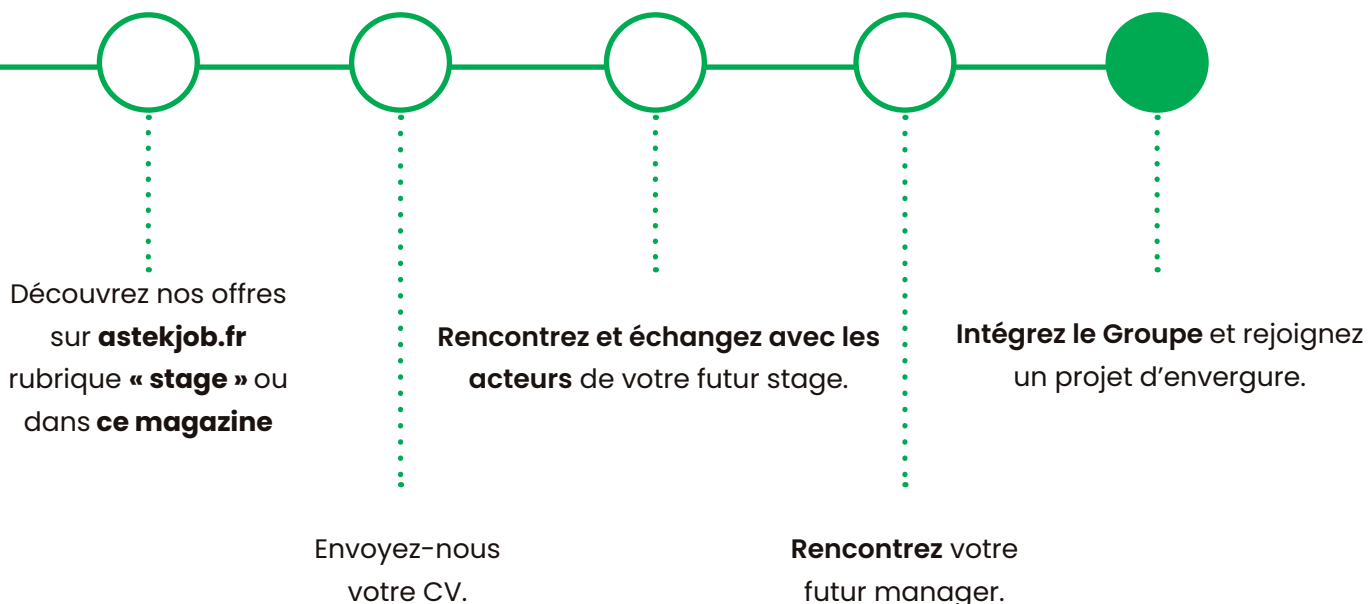 Découvrez nos offres
sur astekjob.fr
rubrique « stage » ou
dans ce magazine
Envoyez-nous
votre CV.
Rencontrez et échangez avec les
acteurs de votre futur stage.
Rencontrez votre
futur manager.
Intégrez le Groupe et rejoignez
un projet d’envergure.